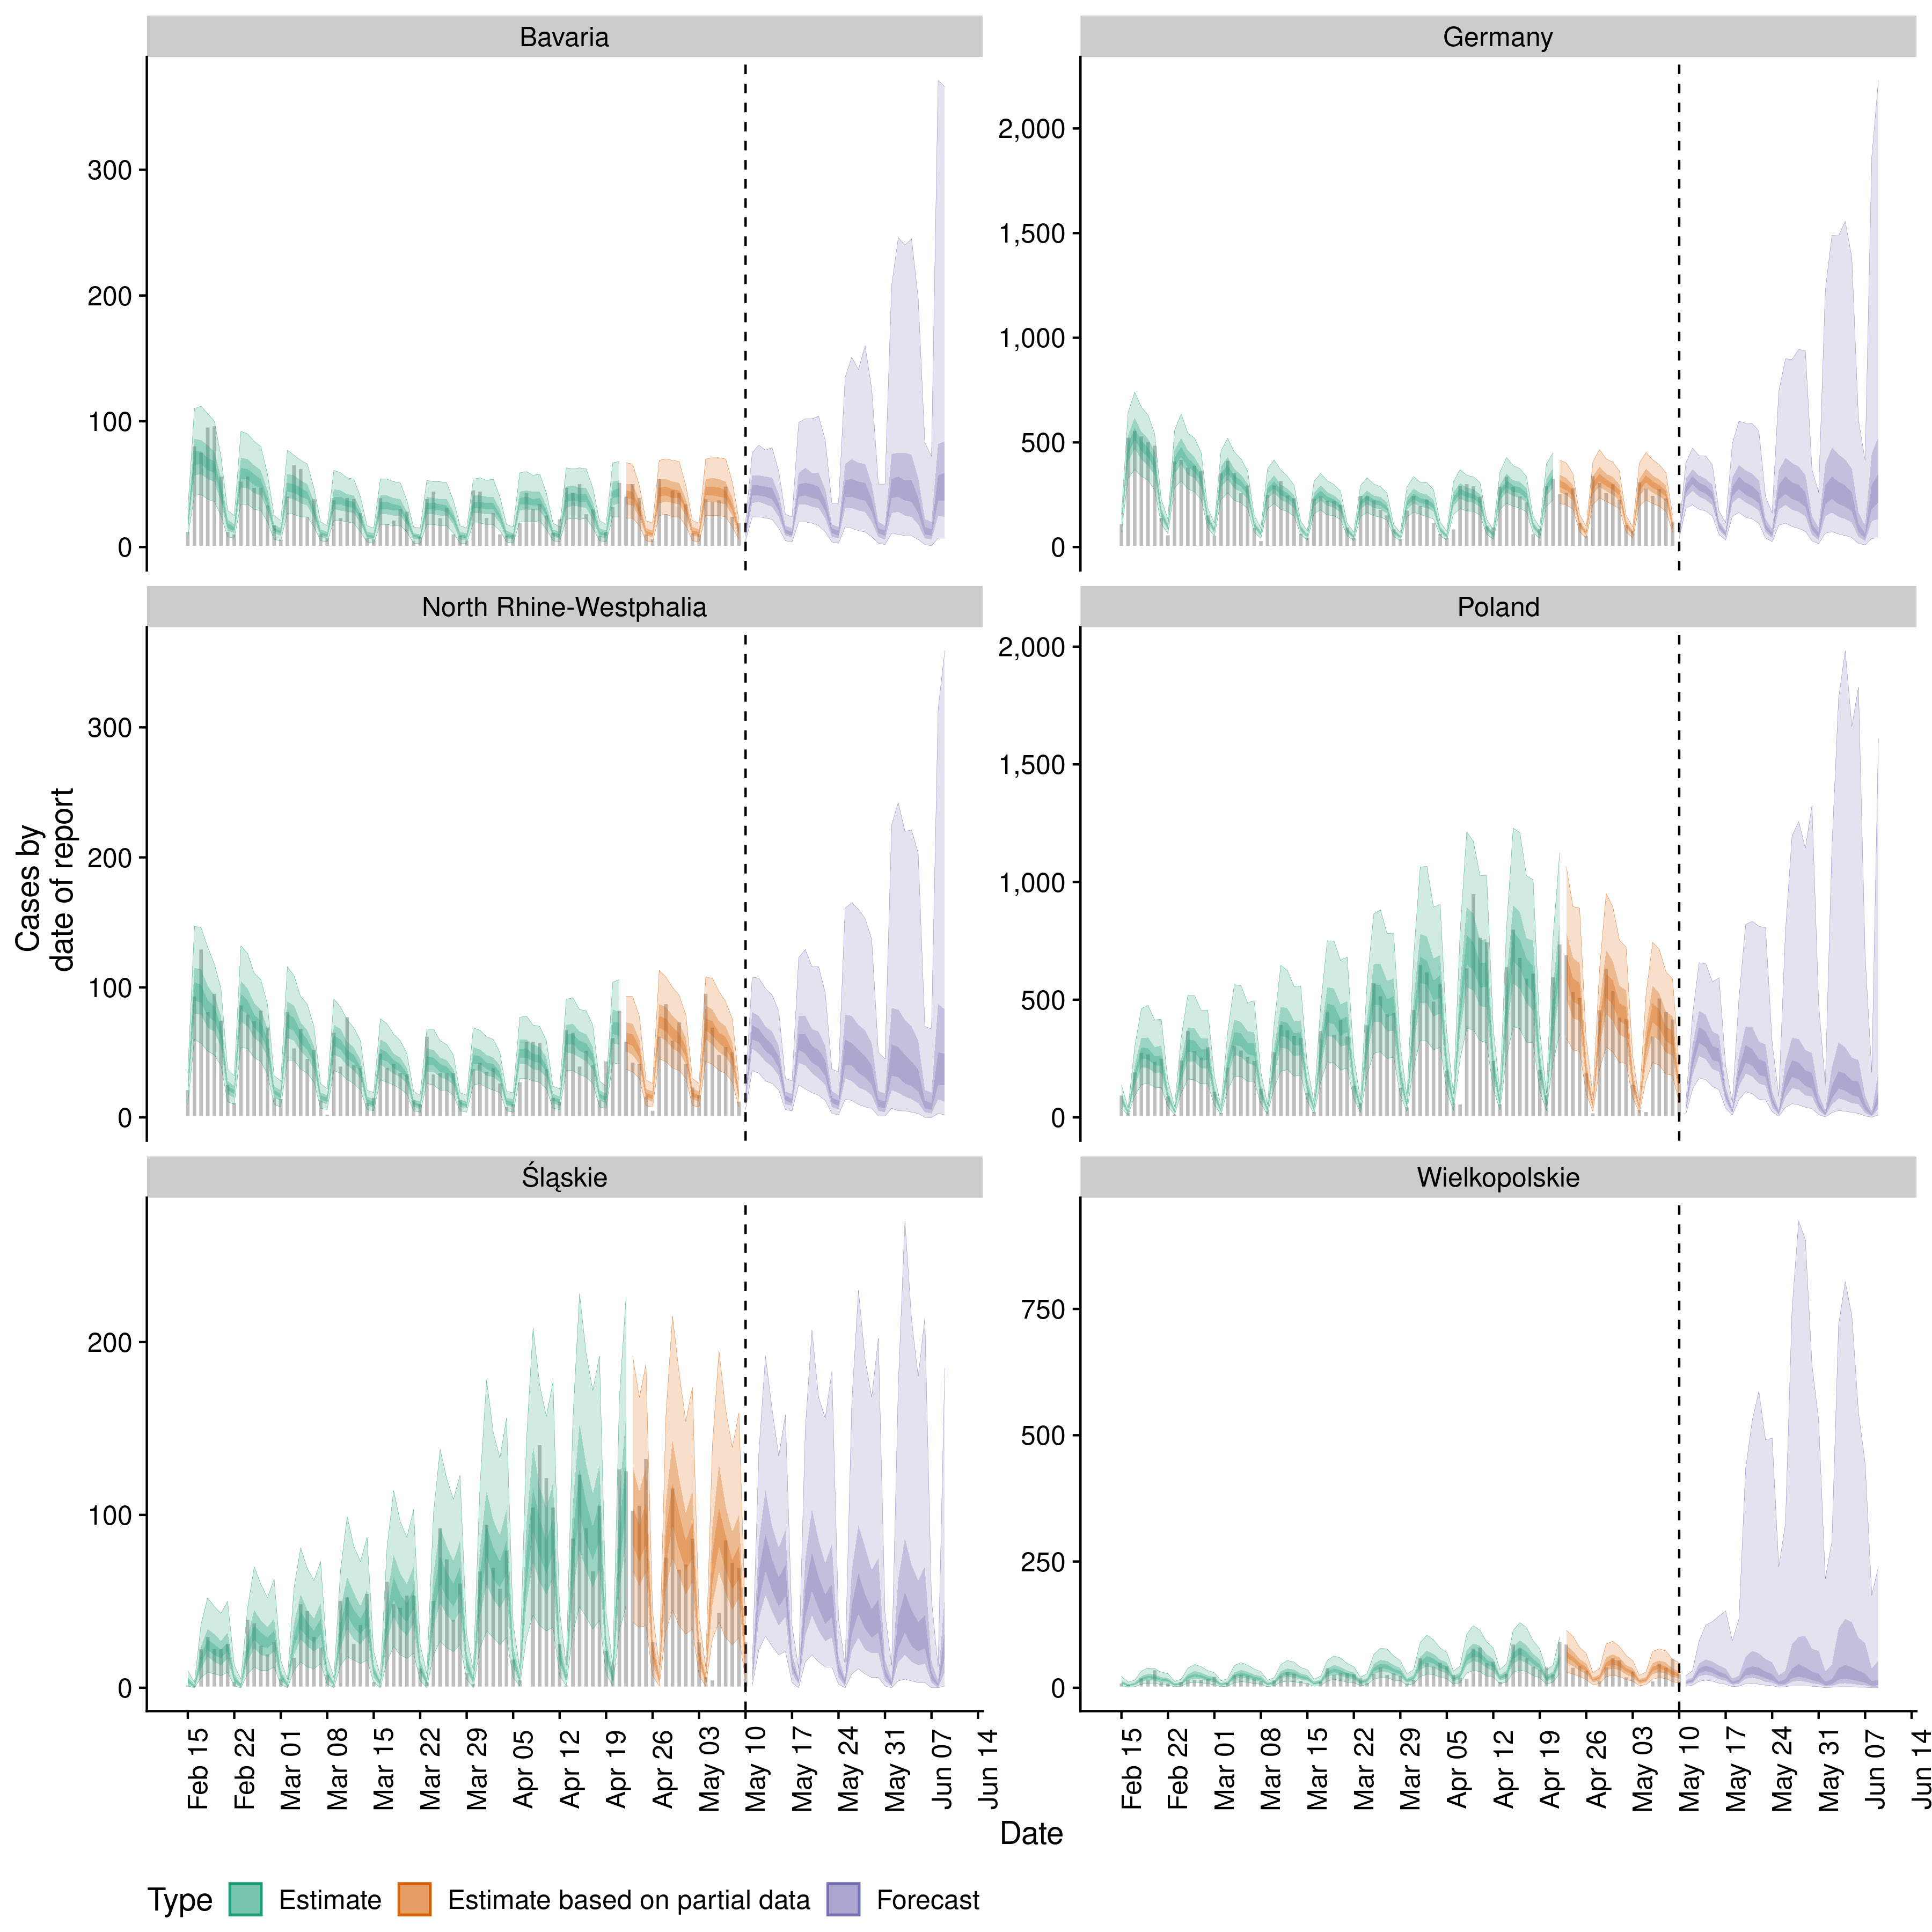 Bavaria
Germany
300
200
100
0
2,000
1,500
1,000
500
0
North Rhine-Westphalia
Poland
300
200
100
0
2,000
1,500
1,000
500
0
Cases by
date of report
Śląskie
Wielkopolskie
200
100
0
750
500
250
0
Feb 15
Feb 22
Mar 01
Mar 08
Mar 15
Mar 22
Mar 29
Apr 05
Apr 12
Apr 19
Apr 26
May 03
May 10
May 17
May 24
May 31
Jun 07
Jun 14
Feb 15
Feb 22
Mar 01
Mar 08
Mar 15
Mar 22
Mar 29
Apr 05
Apr 12
Apr 19
Apr 26
May 03
May 10
May 17
May 24
May 31
Jun 07
Jun 14
Date
Type Estimate Estimate based on partial data Forecast